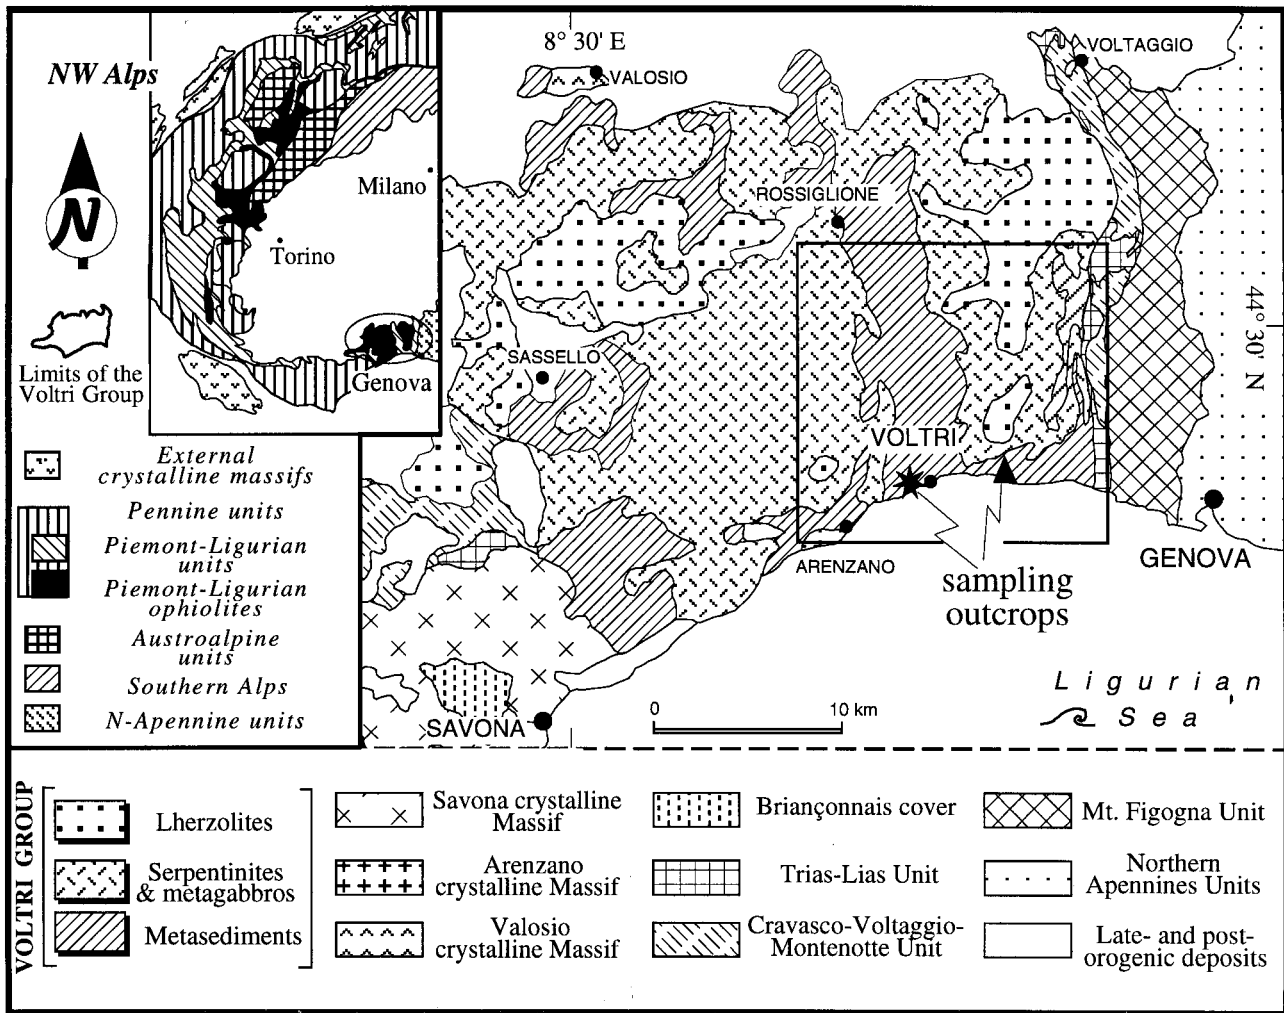 NW Alps
N
Milano
Torino
Genova
Limits of the
Voltri Group
External
crystalline massifs
Pennine units
Piemont-Ligurian
units
Piemont-Ligurian
ophiolites
Austroalpine
units
Southern Alps
N-Apennine units
8° 30' E
VALOSIO
VOLTAGGIO
ROSSIGLIONE
44° 30' N
SASSELLO
VOLTRI
ARENZANO
GENOVA
sampling
outcrops
SAVONA
0 10 km
Ligurian
Sea
VOLTRI GROUP
Lherzolites
Serpentinites
& metagabbros
Metasediments
Savona crystalline
Massif
Arenzano
crystalline Massif
Valosio
crystalline Massif
Briançonnais cover
Trias-Lias Unit
Cravasco-Voltaggio-
Montenotte Unit
Mt. Figogna Unit
Northern
Apennines Units
Late- and post-
orogenic deposits